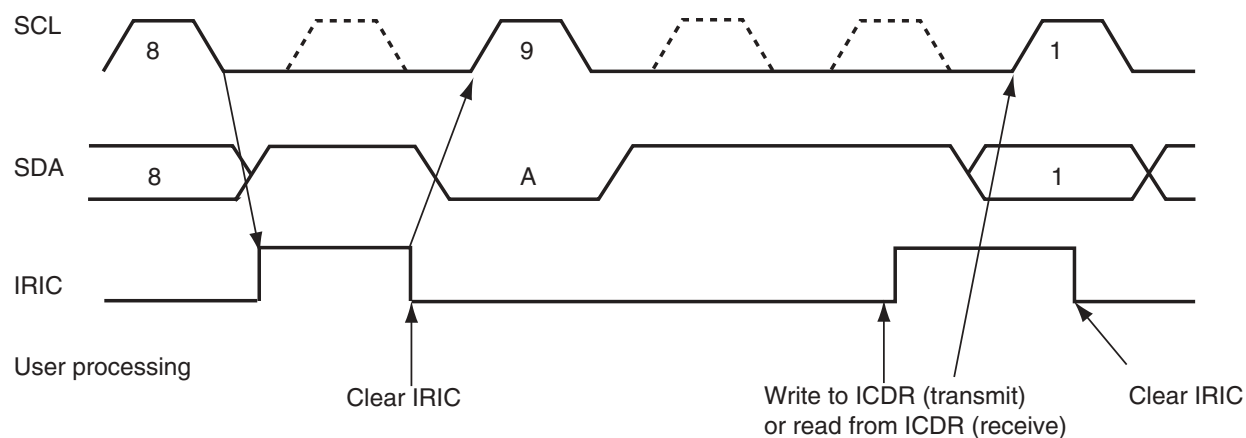 SCL
8
9
1
SDA
8
A
1
IRIC
User processing
Clear IRIC
Write to ICDR (transmit)
or read from ICDR (receive)
Clear IRIC